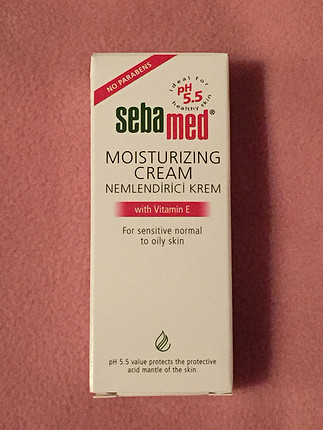 NO PARABENS
ideal for
pH
5.5
healthy skin
sebamed®
MOISTURIZING
CREAM
NEMLENDİRİCİ KREM
with Vitamin E
For sensitive normal
to oily skin
pH 5.5 value protects the protective
acid mantle of the skin.